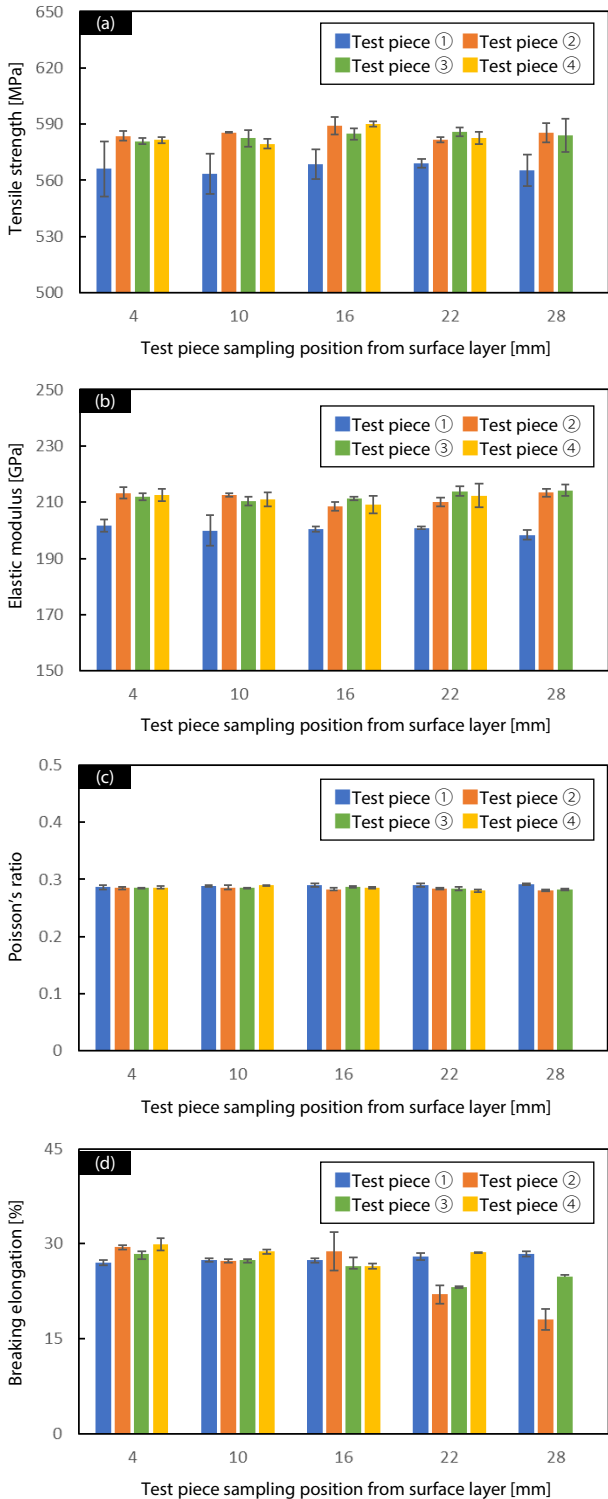 (a)
Test piece ① Test piece ②
Test piece ③ Test piece ④
Tensile strength [MPa]
650
620
590
560
530
500
4 10 16 22 28
Test piece sampling position from surface layer [mm]
(b)
Test piece ① Test piece ②
Test piece ③ Test piece ④
Elastic modulus [GPa]
250
230
210
190
170
150
4 10 16 22 28
Test piece sampling position from surface layer [mm]
(c)
Test piece ① Test piece ②
Test piece ③ Test piece ④
Poisson’s ratio
0.5
0.4
0.3
0.2
0.1
0
4 10 16 22 28
Test piece sampling position from surface layer [mm]
(d)
Test piece ① Test piece ②
Test piece ③ Test piece ④
Breaking elongation [%]
45
30
15
0
4 10 16 22 28
Test piece sampling position from surface layer [mm]